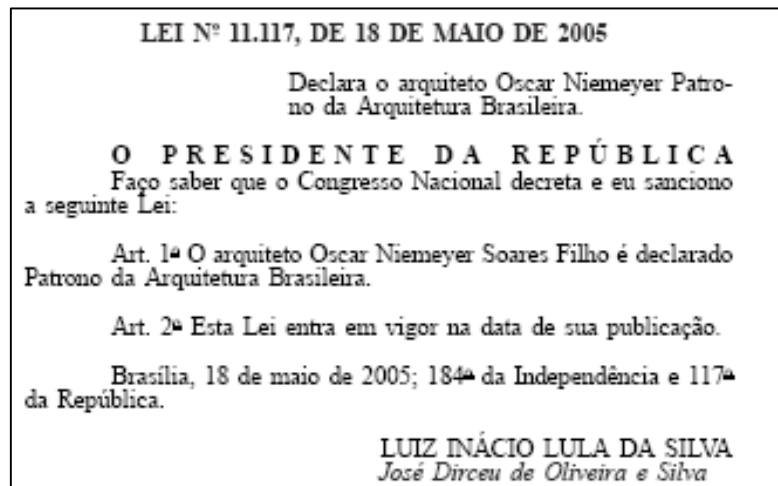 LEI Nº 11.117, DE 18 DE MAIO DE 2005
Declara o arquiteto Oscar Niemeyer Patro-
no da Arquitetura Brasileira.
O PRESIDENTE DA REPÚBLICA
Faço saber que o Congresso Nacional decreta e eu sanciono
a seguinte Lei:
Art. 1º O arquiteto Oscar Niemeyer Soares Filho é declarado
Patrono da Arquitetura Brasileira.
Art. 2º Esta Lei entra em vigor na data de sua publicação.
Brasília, 18 de maio de 2005; 184º da Independência e 117º
da República.
LUIZ INÁCIO LULA DA SILVA
José Dirceu de Oliveira e Silva